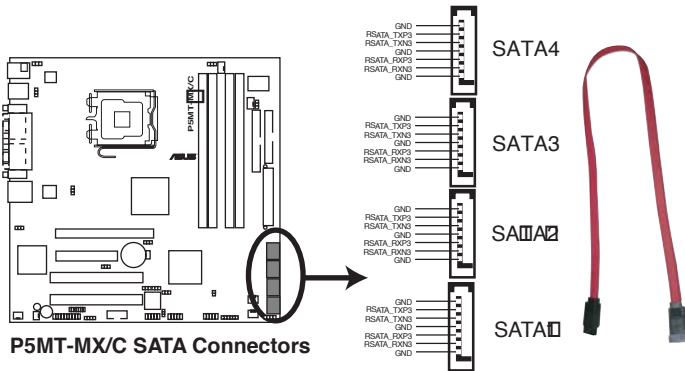 P5MT-MX/C
ASUS
GND
RSATA_TXP3
RSATA_TXN3
GND
RSATA_RXP3
RSATA_RXN3
GND
SATA4
GND
RSATA_TXP3
RSATA_TXN3
GND
RSATA_RXP3
RSATA_RXN3
GND
SATA3
GND
RSATA_TXP3
RSATA_TXN3
GND
RSATA_RXP3
RSATA_RXN3
GND
GND
RSATA_TXP3
RSATA_TXN3
GND
RSATA_RXP3
RSATA_RXN3
GND
P5MT-MX/C SATA Connectors